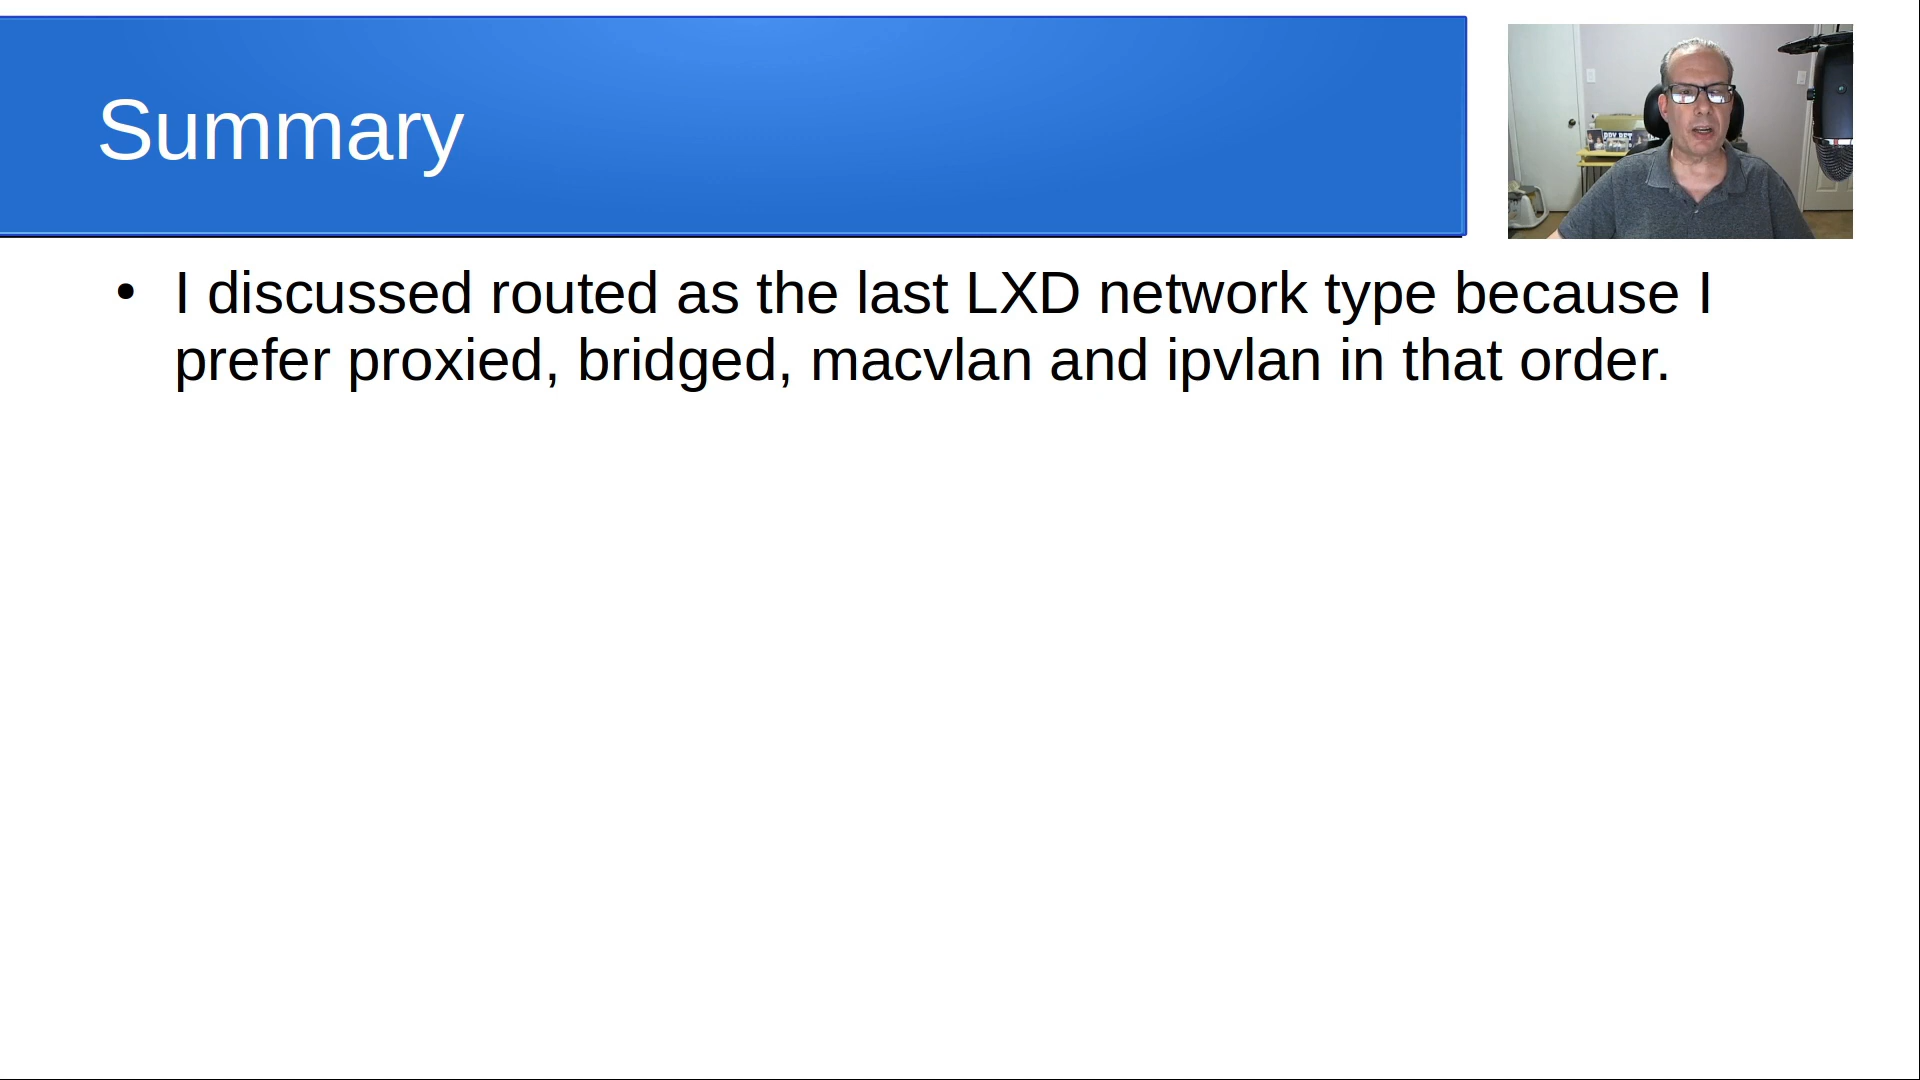 Summary
• I discussed routed as the last LXD network type because I
prefer proxied, bridged, macvlan and ipvlan in that order.